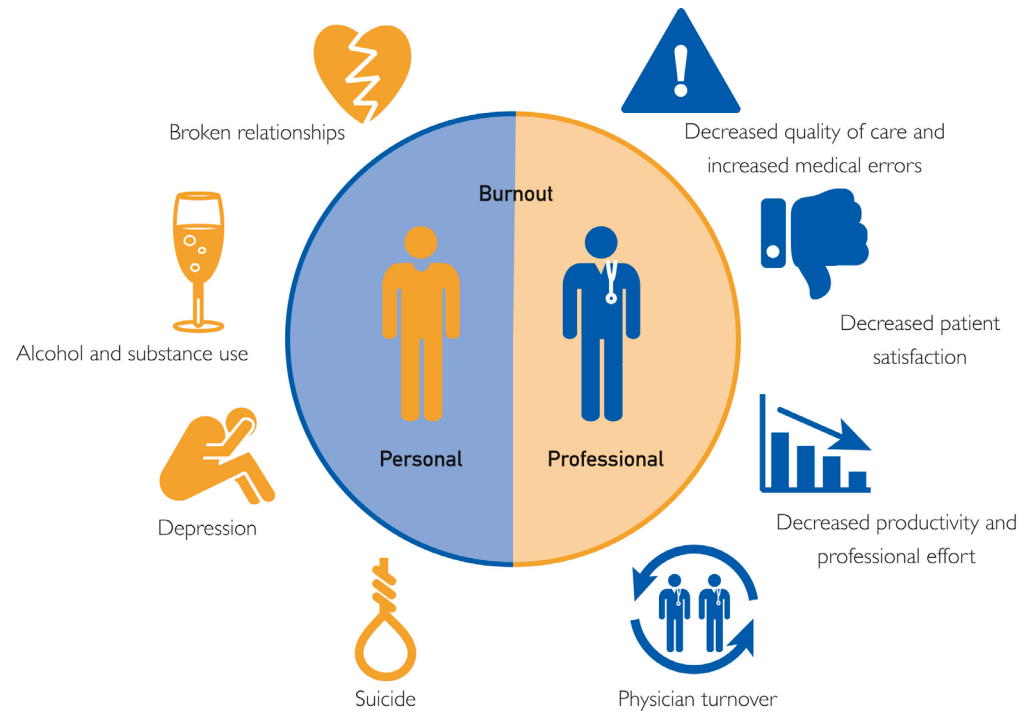 Broken relationships
Alcohol and substance use
Depression
Suicide
Burnout
Personal
Professional
Decreased quality of care and
increased medical errors
Decreased patient
satisfaction
Decreased productivity and
professional effort
Physician turnover